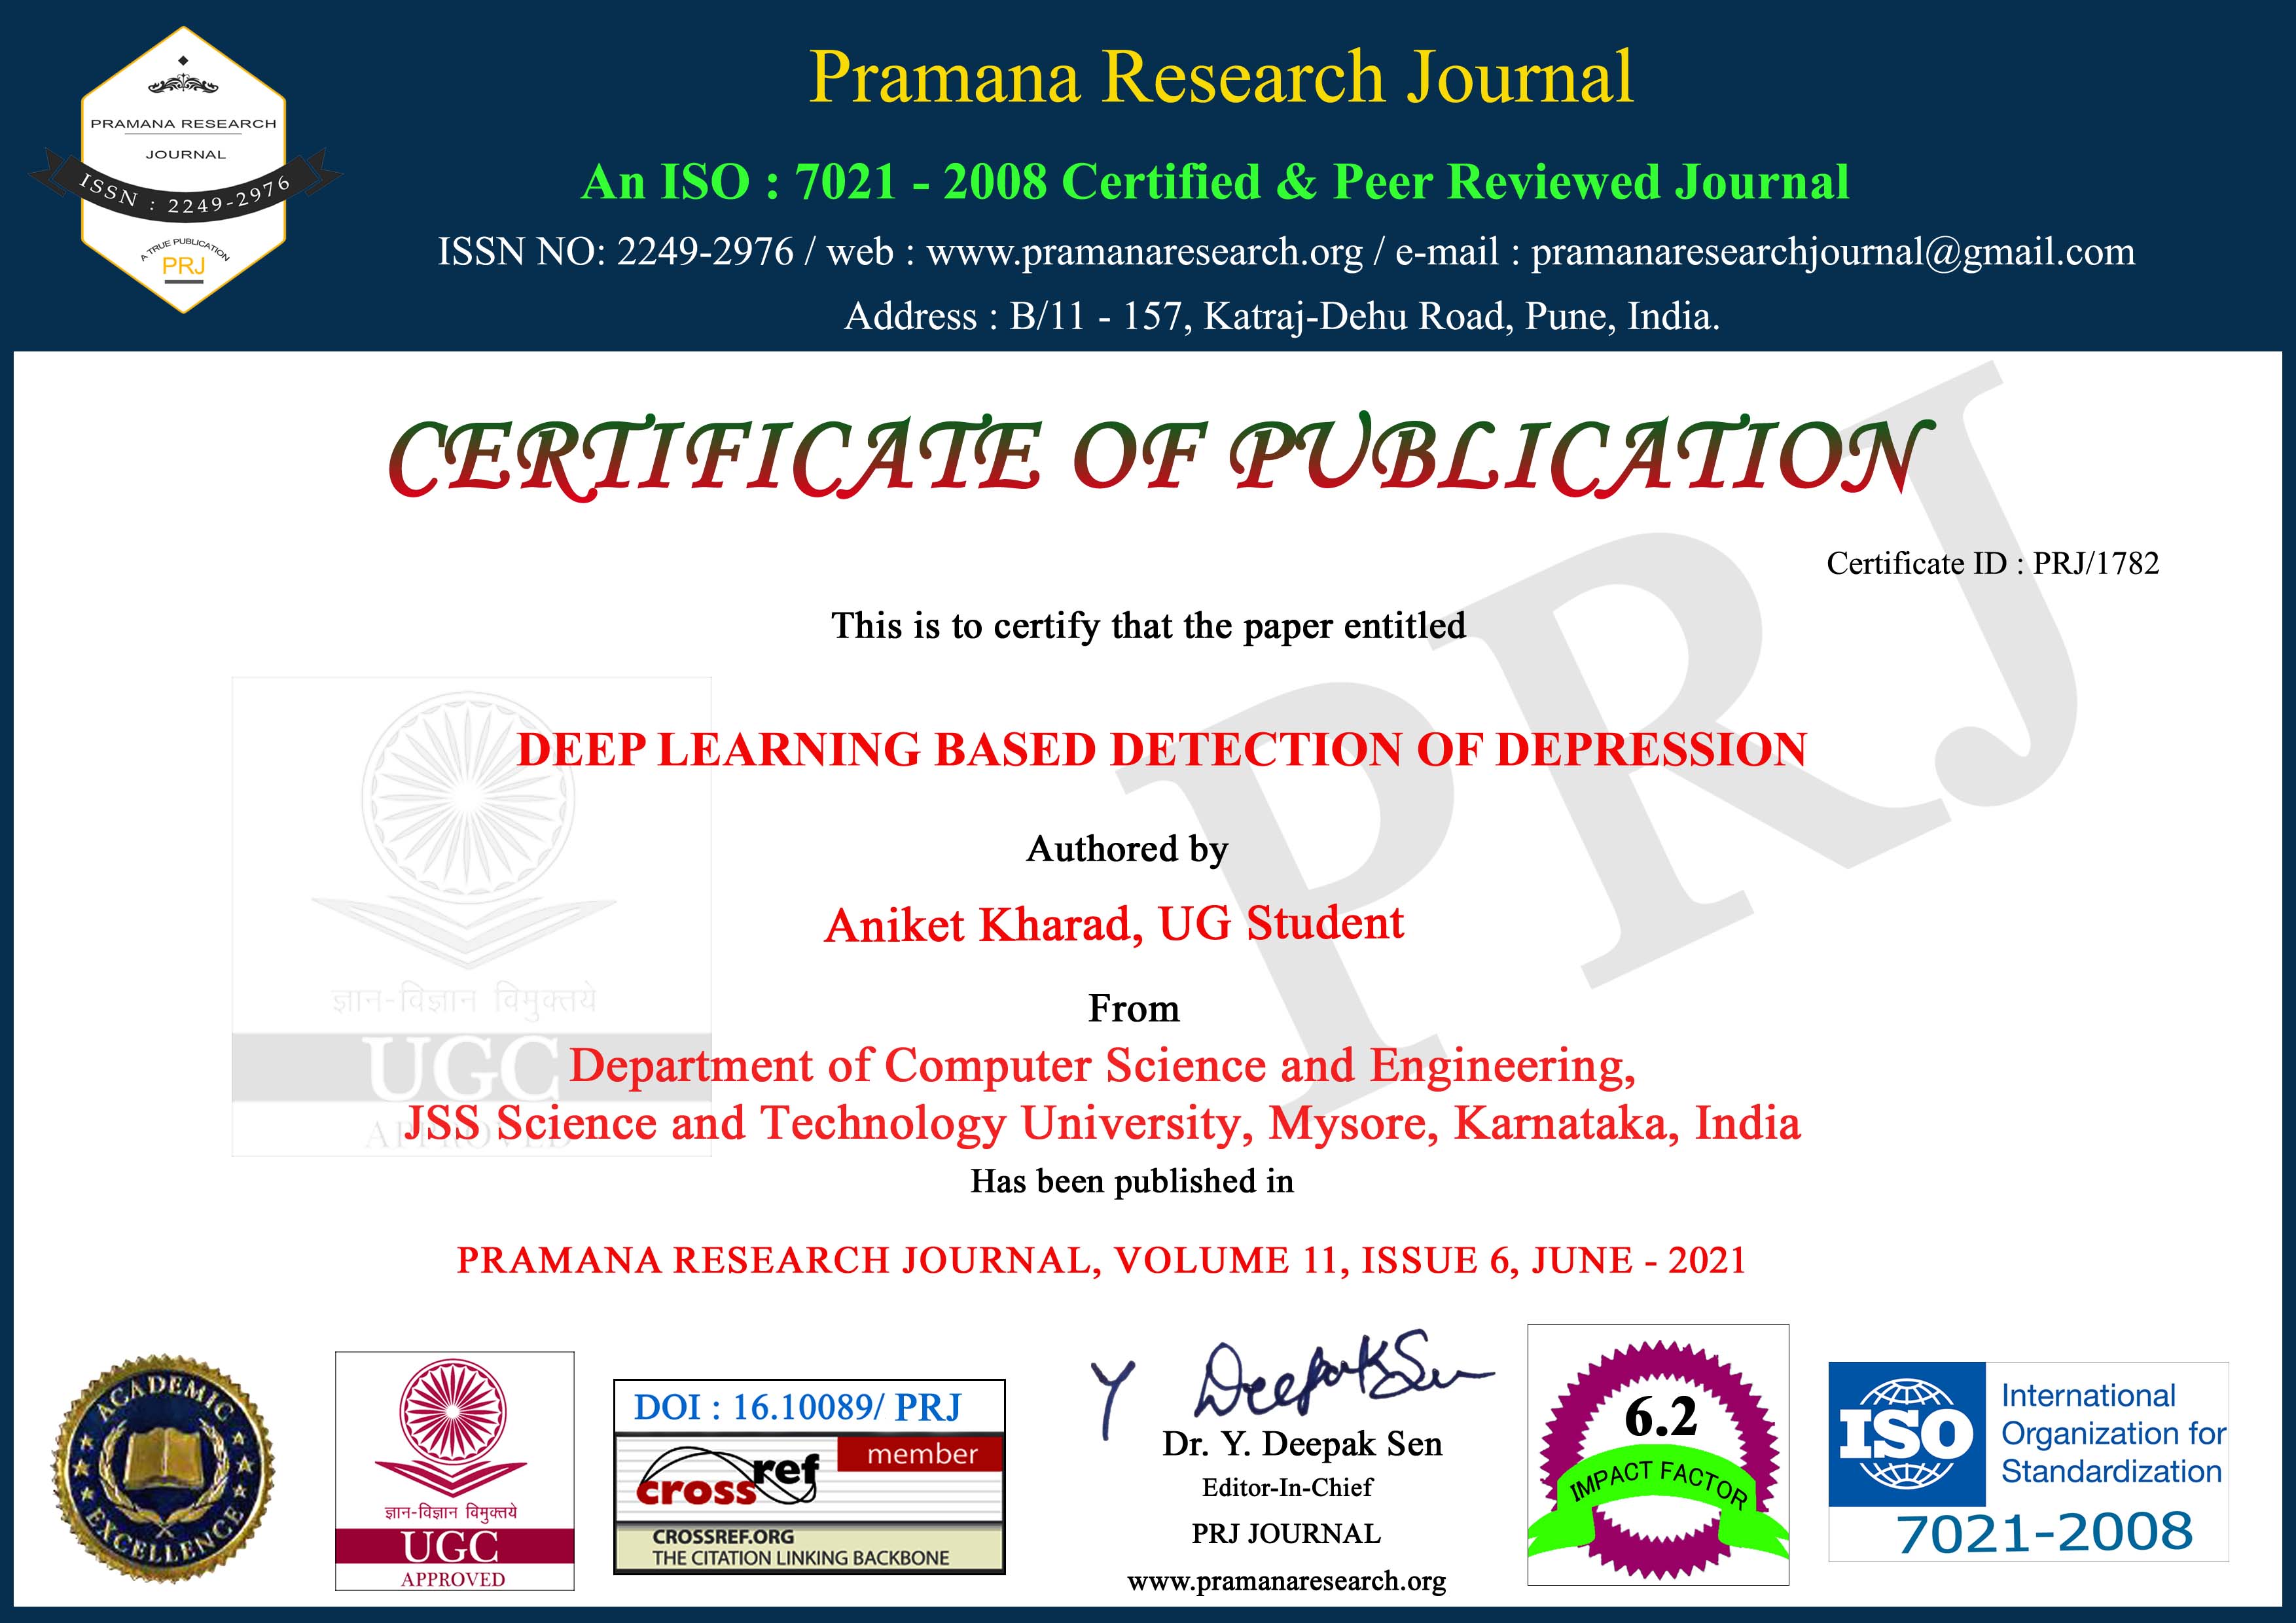 PRAMANA RESEARCH
JOURNAL
ISSN : 2249-2976
A TRUE PUBLICATION
PRJ
Pramana Research Journal
An ISO : 7021 - 2008 Certified & Peer Reviewed Journal
ISSN NO: 2249-2976 / web : www.pramanaresearch.org / e-mail : pramanaresearchjournal@gmail.com
Address : B/11 - 157, Katraj-Dehu Road, Pune, India.
CERTIFICATE OF PUBLICATION
Certificate ID : PRJ/1782
This is to certify that the paper entitled
PRJ
DEEP LEARNING BASED DETECTION OF DEPRESSION
Authored by
Aniket Kharad, UG Student
From
ज्ञान-विज्ञान विमुक्तये
UGC
APPROVED
Department of Computer Science and Engineering,
JSS Science and Technology University, Mysore, Karnataka, India
Has been published in
PRAMANA RESEARCH JOURNAL, VOLUME 11, ISSUE 6, JUNE - 2021
ACADEMIC
EXCELLENCE
ज्ञान-विज्ञान विमुक्तये
UGC
APPROVED
DOI : 16.10089/ PRJ
member
crossref
CROSSREF.ORG
THE CITATION LINKING BACKBONE
Y DeepakSen
Dr. Y. Deepak Sen
Editor-In-Chief
PRJ JOURNAL
www.pramanaresearch.org
6.2
IMPACT FACTOR
ISO
International
Organization for
Standardization
7021-2008